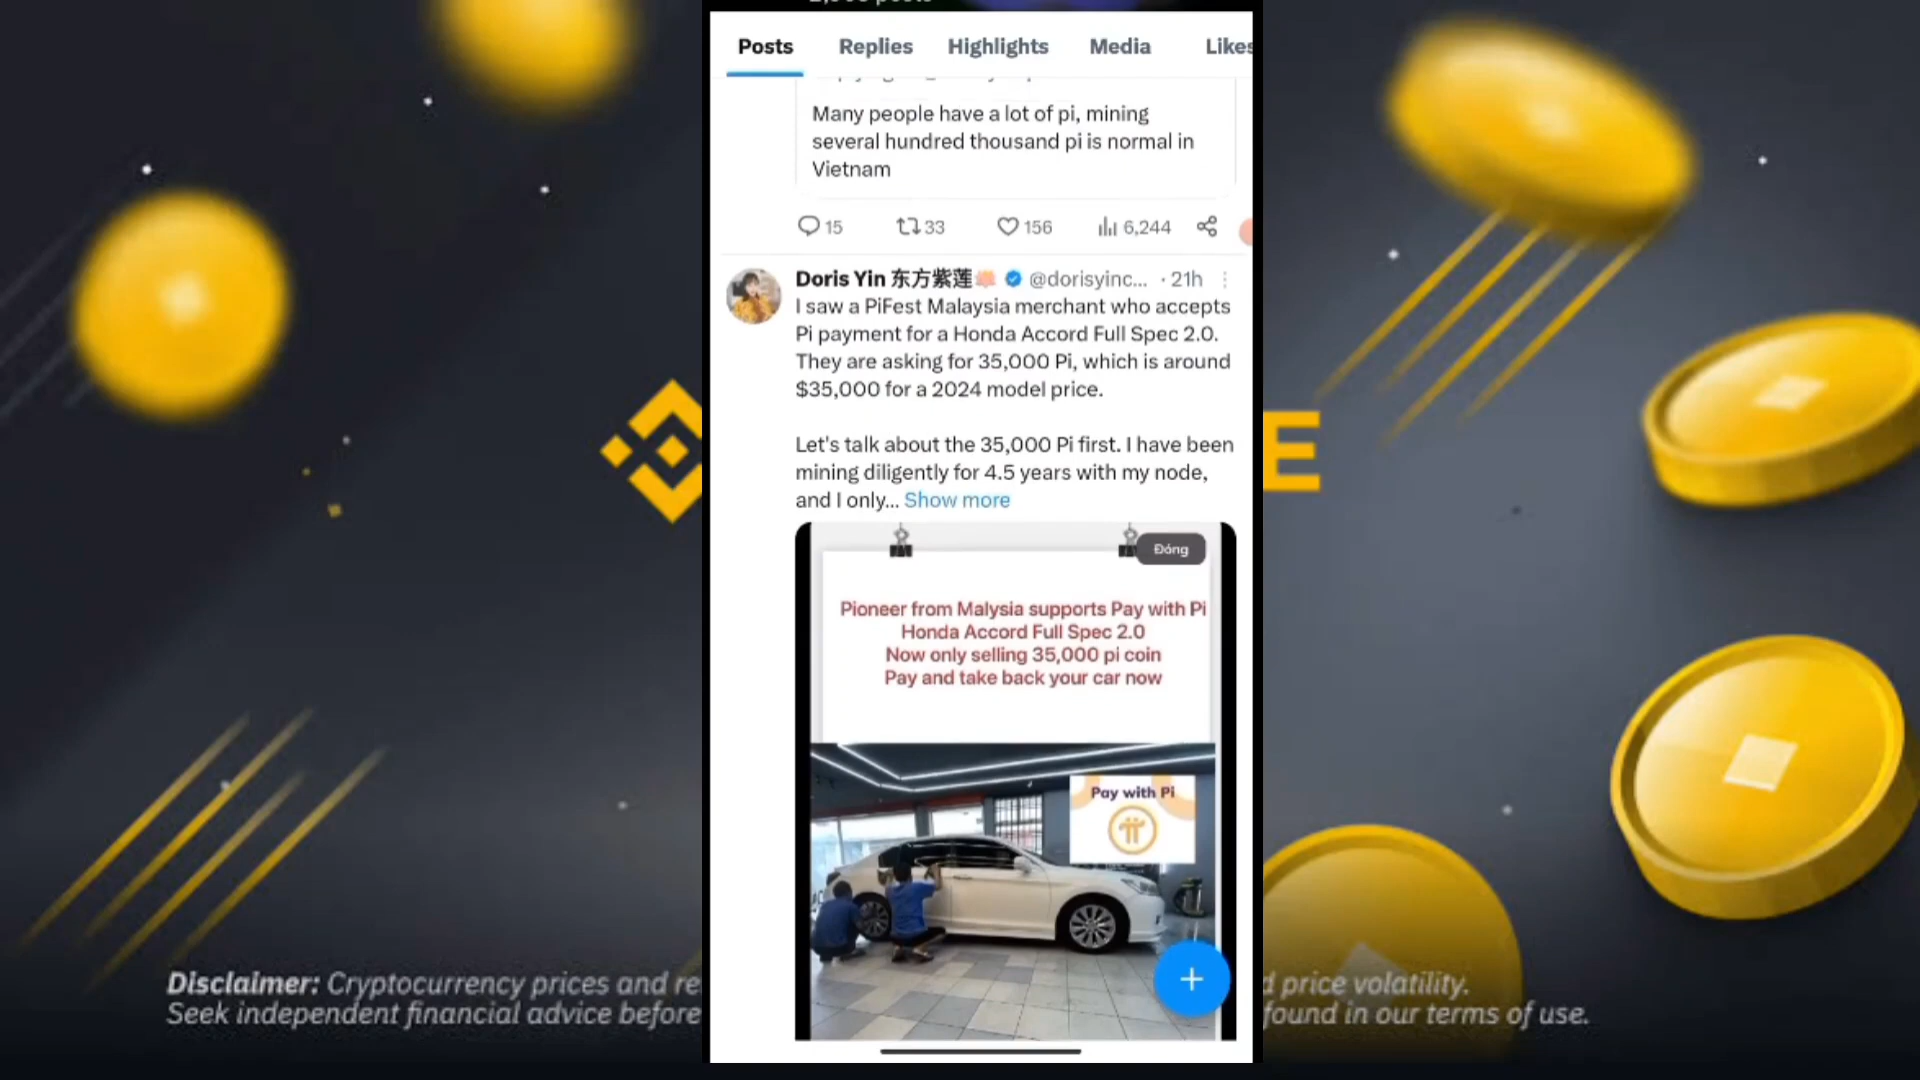 Posts Replies Highlights Media Likes
Many people have a lot of pi, mining
several hundred thousand pi is normal in
Vietnam
15 33 156 6,244
Doris Yin 东方紫莲 @dorisyinc... · 21h
I saw a PiFest Malaysia merchant who accepts
Pi payment for a Honda Accord Full Spec 2.0.
They are asking for 35,000 Pi, which is around
$35,000 for a 2024 model price.
Let's talk about the 35,000 Pi first. I have been
mining diligently for 4.5 years with my node,
and I only... Show more
Đóng
Pioneer from Malysia supports Pay with Pi
Honda Accord Full Spec 2.0
Now only selling 35,000 pi coin
Pay and take back your car now
Pay with Pi
E
Disclaimer: Cryptocurrency prices and re
d price volatility.
Seek independent financial advice before
found in our terms of use.